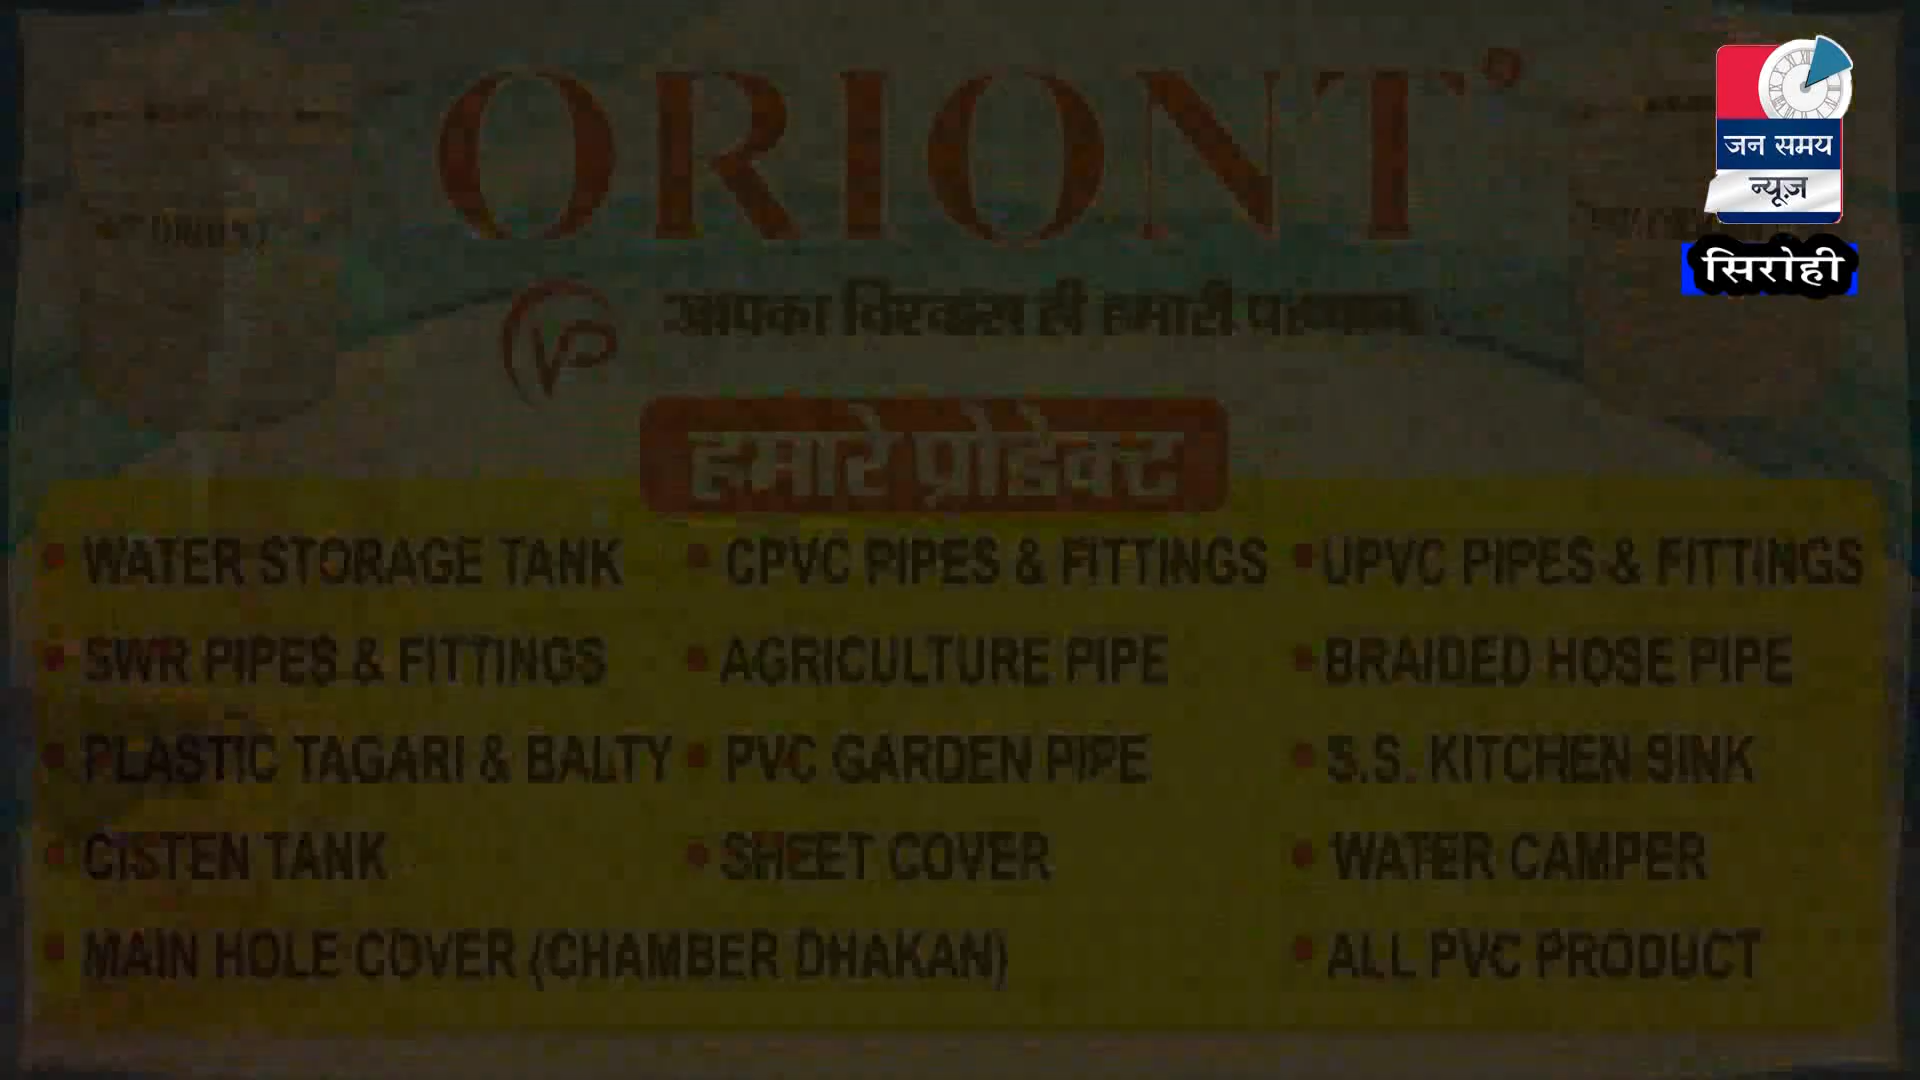 ORIONT
जन समय
न्यूज़
सिरोही
VP आपका विश्वास ही हमारी पहचान
हमारे प्रोडेक्ट
• WATER STORAGE TANK • CPVC PIPES & FITTINGS • UPVC PIPES & FITTINGS
• SWR PIPES & FITTINGS • AGRICULTURE PIPE • BRAIDED HOSE PIPE
• PLASTIC TAGARI & BALTY • PVC GARDEN PIPE • S.S. KITCHEN SINK
• CISTEN TANK • SHEET COVER • WATER CAMPER
• MAIN HOLE COVER (CHAMBER DHAKAN) • ALL PVC PRODUCT